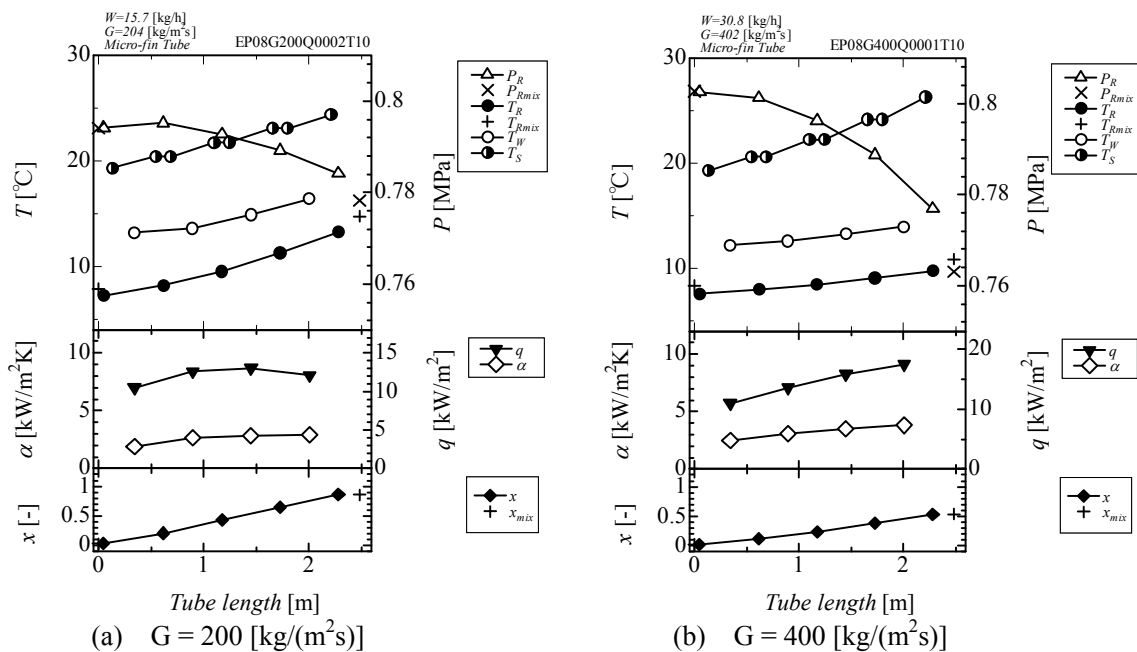 W=15.7 [kg/h]
G=204 [kg/m²s]
Micro-fin Tube
EP08G200Q0002T10
30
20
10
0
T [℃]
0.8
0.78
0.76
P [MPa]
P_R
P_Rmix
T_R
T_Rmix
T_W
T_S
10
5
0
α [kW/m²K]
15
10
5
0
q [kW/m²]
q
α
1
0.5
0
x [-]
x
x_mix
0
1
2
Tube length [m]
(a) G = 200 [kg/(m²s)]
W=30.8 [kg/h]
G=402 [kg/m²s]
Micro-fin Tube
EP08G400Q0001T10
30
20
10
0
T [℃]
0.8
0.78
0.76
P [MPa]
P_R
P_Rmix
T_R
T_Rmix
T_W
T_S
10
5
0
α [kW/m²K]
20
10
0
q [kW/m²]
q
α
1
0.5
0
x [-]
x
x_mix
0
1
2
Tube length [m]
(b) G = 400 [kg/(m²s)]